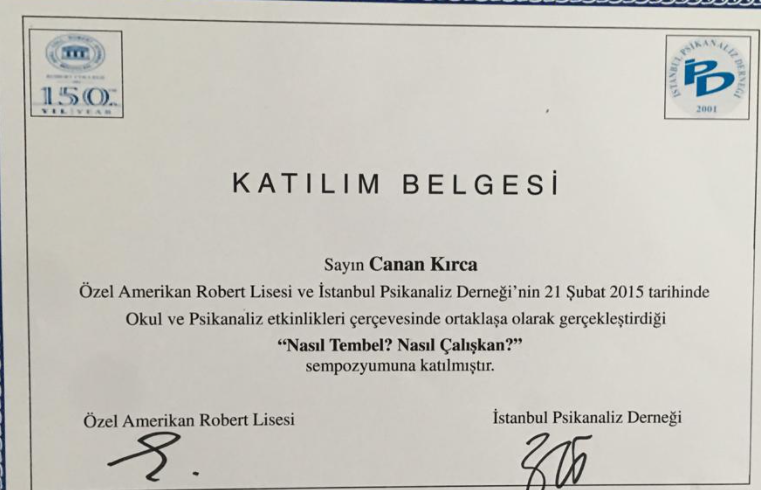 ROBERT COLLEGE
150.
YIL | YEAR
İSTANBUL PSİKANALİZ DERNEĞİ
İPD
2001
KATILIM BELGESİ
Sayın Canan Kırca
Özel Amerikan Robert Lisesi ve İstanbul Psikanaliz Derneği’nin 21 Şubat 2015 tarihinde
Okul ve Psikanaliz etkinlikleri çerçevesinde ortaklaşa olarak gerçekleştirdiği
“Nasıl Tembel? Nasıl Çalışkan?”
sempozyumuna katılmıştır.
Özel Amerikan Robert Lisesi
İstanbul Psikanaliz Derneği